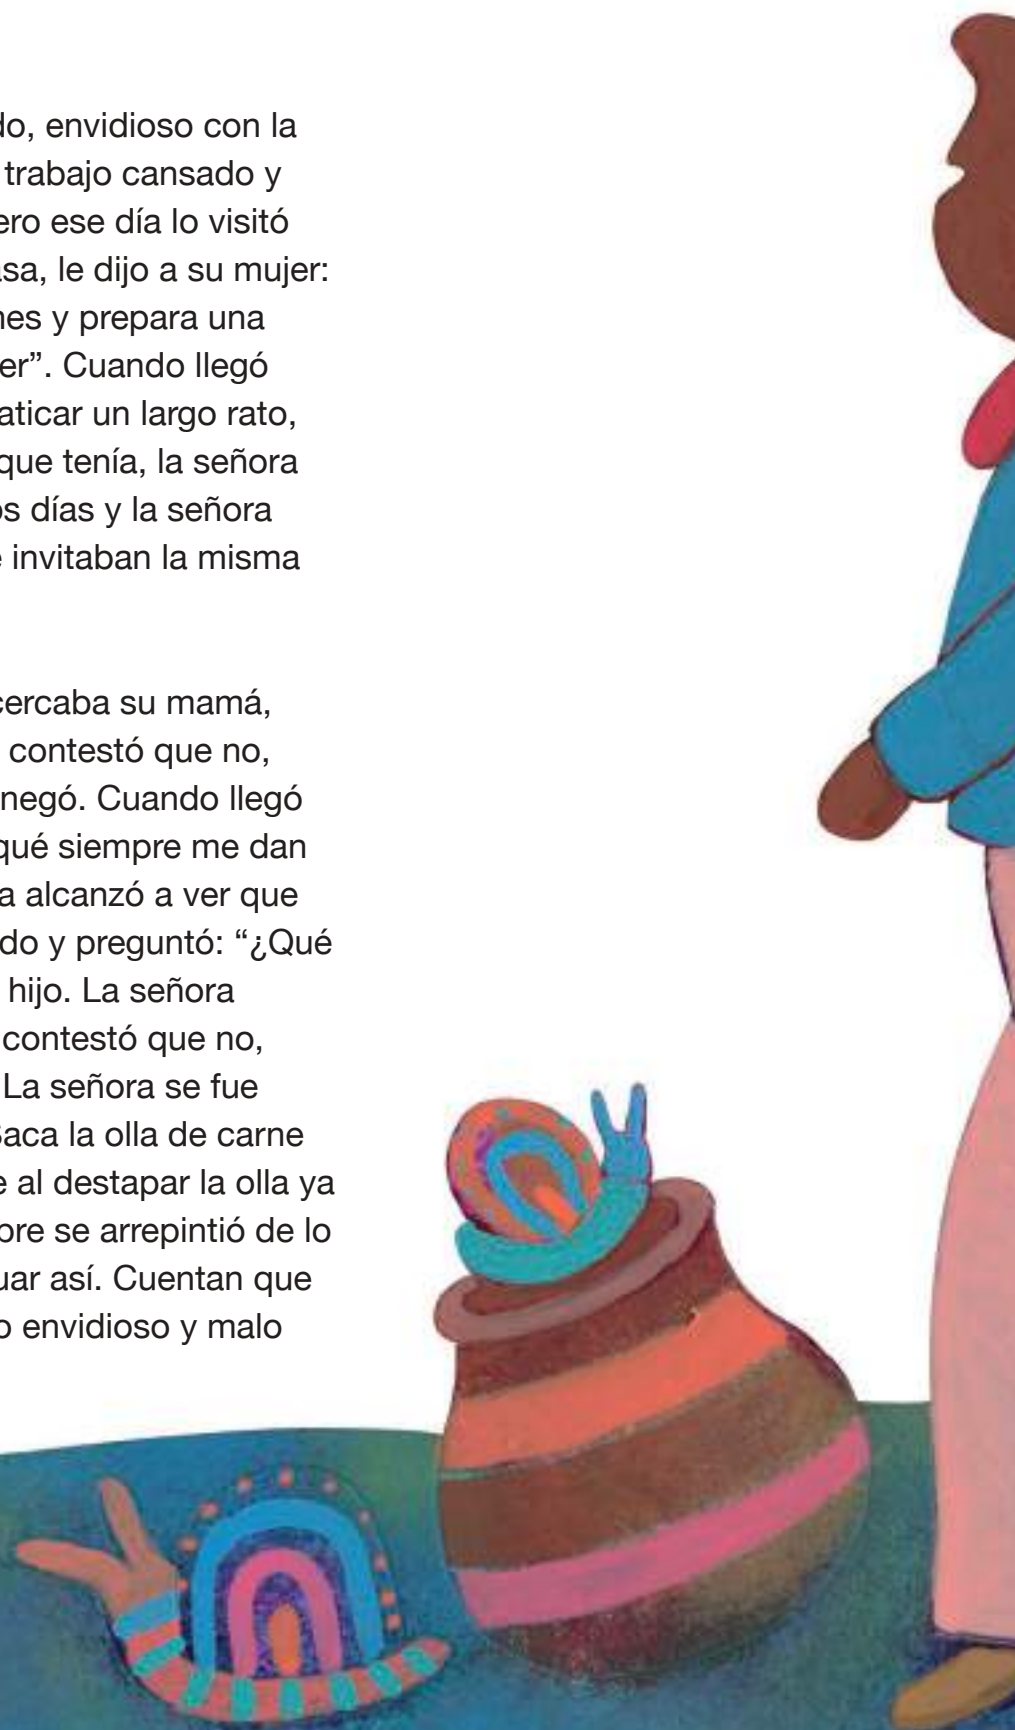 do, envidioso con la
trabajo cansado y
ero ese día lo visitó
asa, le dijo a su mujer:
nes y prepara una
er”. Cuando llegó
aticar un largo rato,
que tenía, la señora
os días y la señora
e invitaban la misma
cercaba su mamá,
contestó que no,
negó. Cuando llegó
qué siempre me dan
a alcanzó a ver que
do y preguntó: “¿Qué
hijo. La señora
contestó que no,
La señora se fue
Saca la olla de carne
e al destapar la olla ya
bre se arrepintió de lo
uar así. Cuentan que
o envidioso y malo